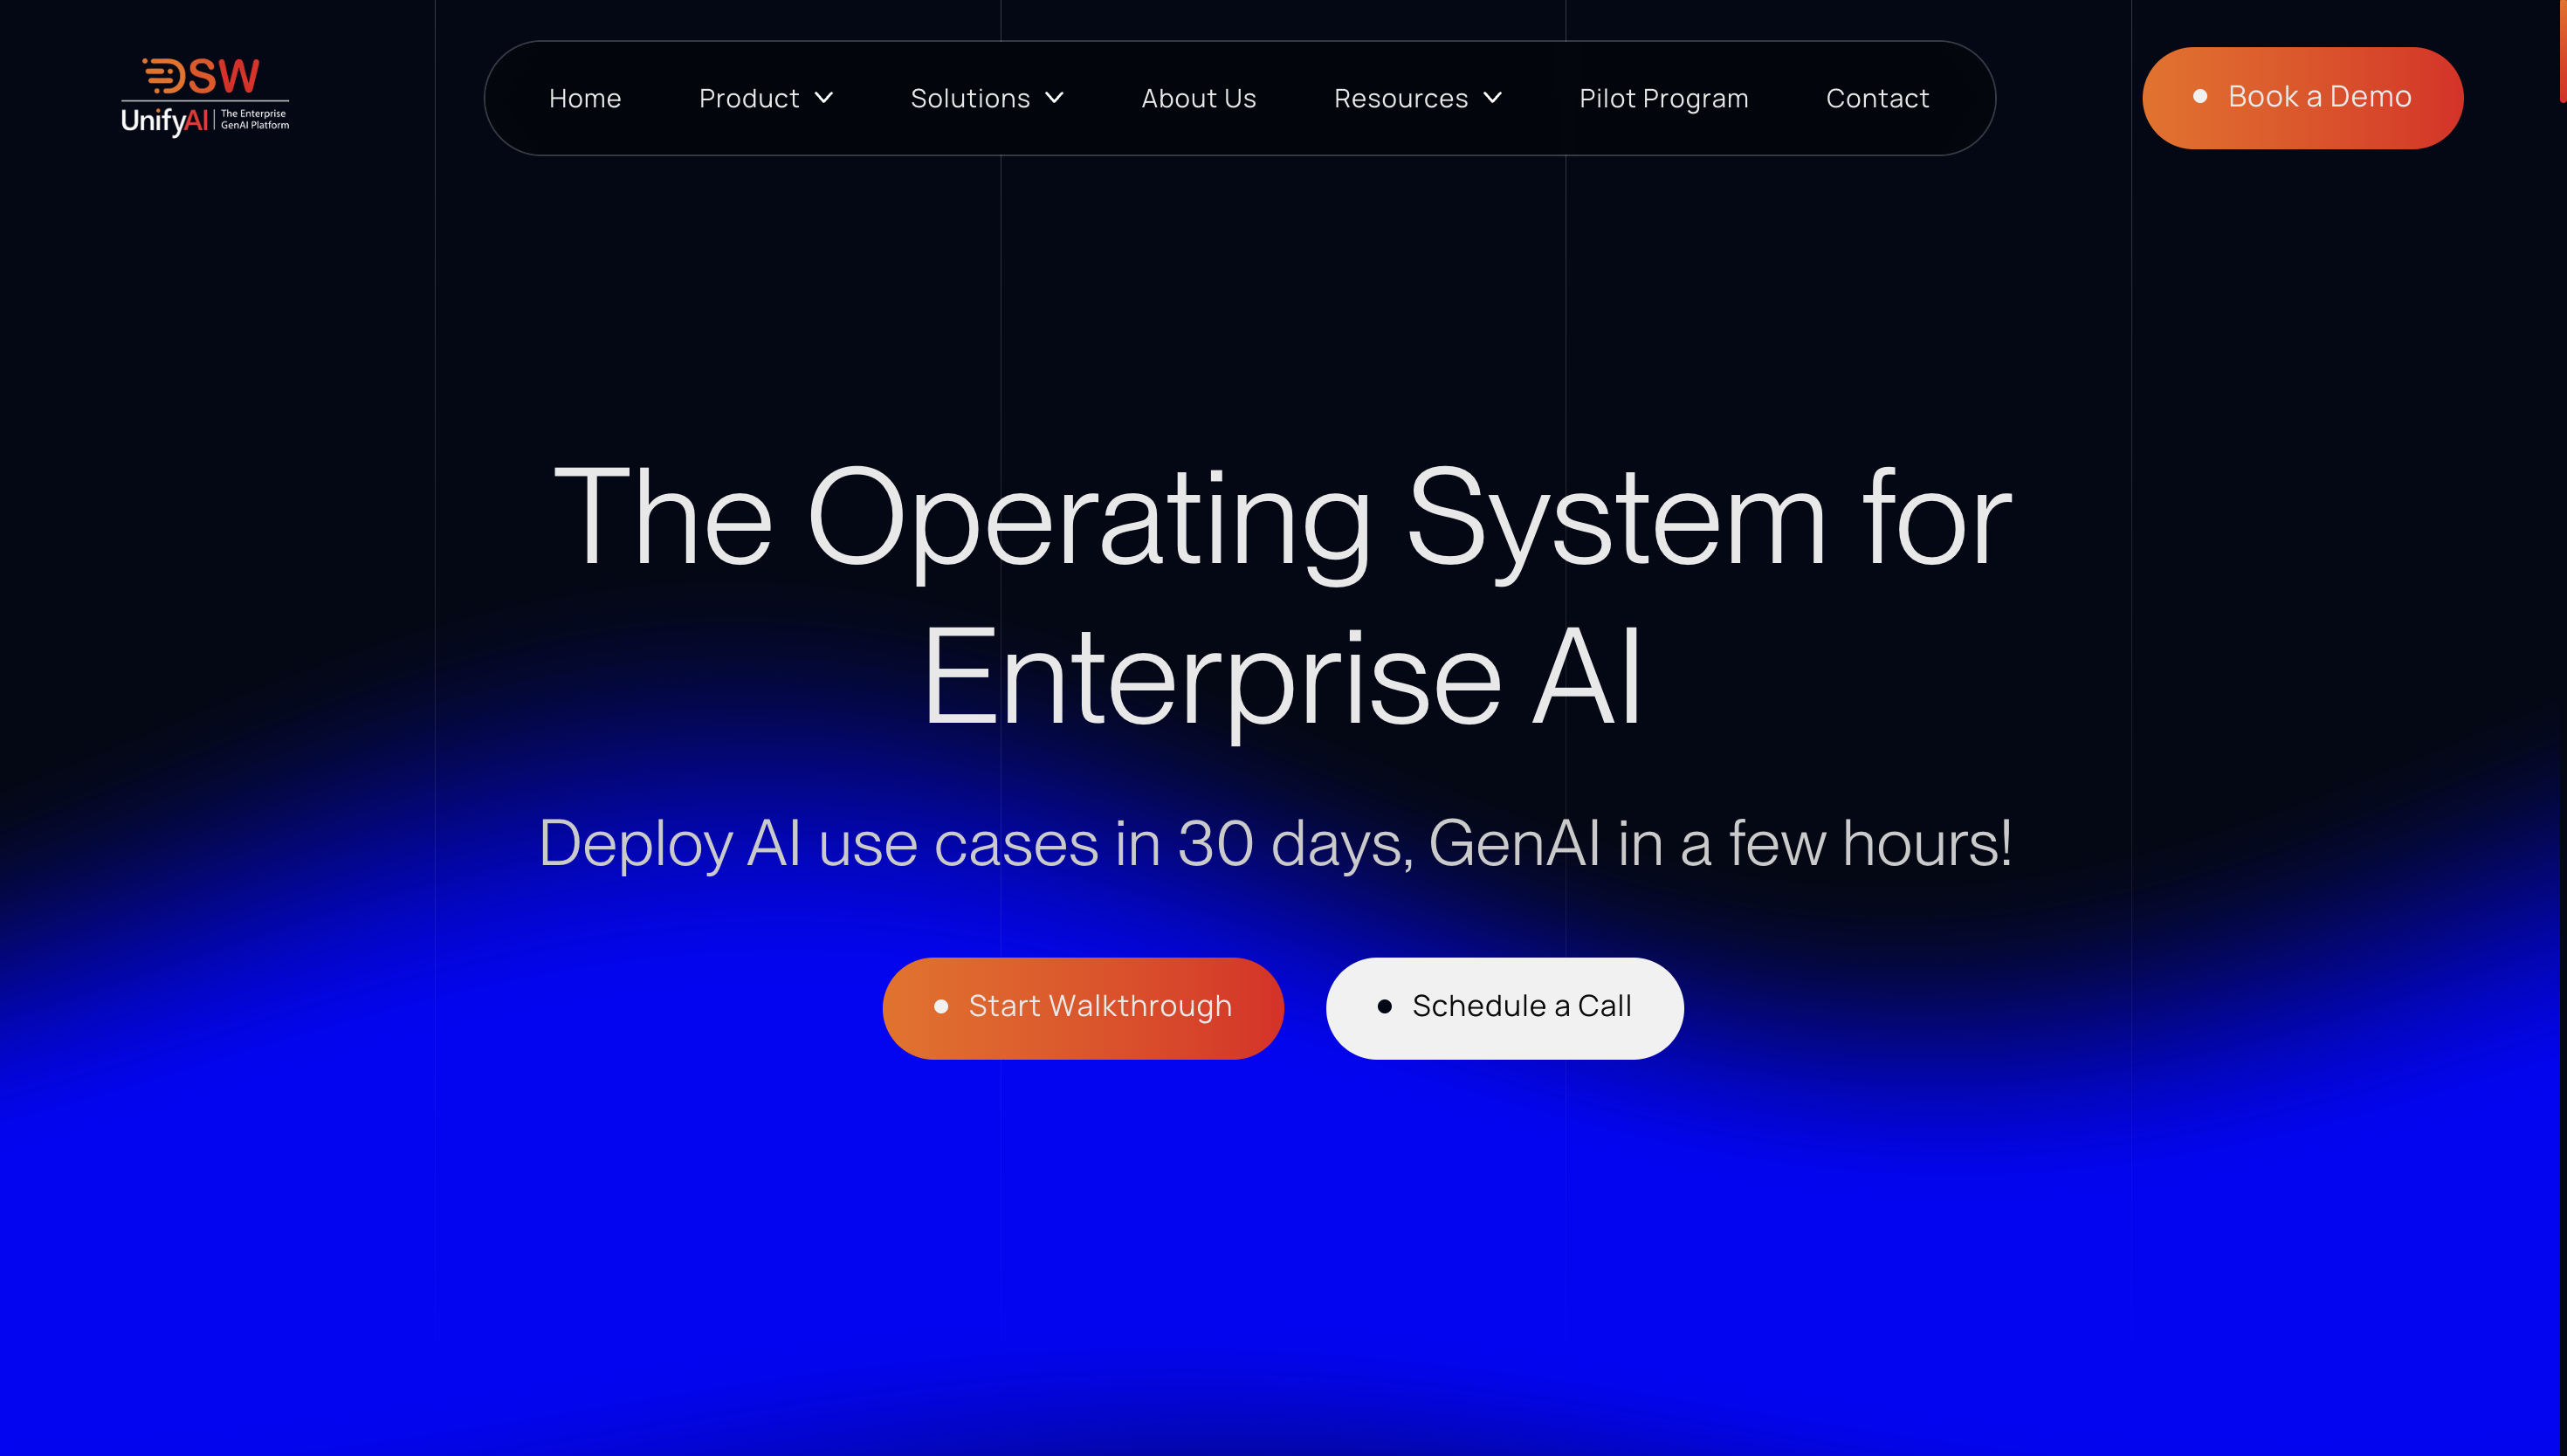 DSW
UnifyAI
The Enterprise
GenAI Platform
Home
Product
Solutions
About Us
Resources
Pilot Program
Contact
Book a Demo
The Operating System for
Enterprise AI
Deploy AI use cases in 30 days, GenAI in a few hours!
Start Walkthrough
Schedule a Call